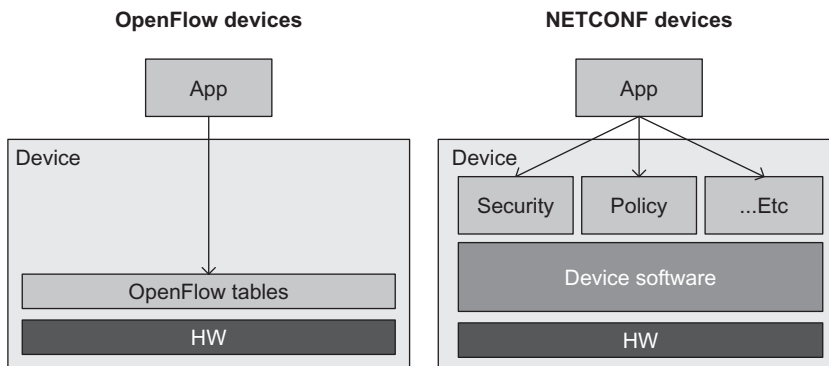 OpenFlow devices
App
Device
OpenFlow tables
HW
NETCONF devices
App
Device
Security
Policy
...Etc
Device software
HW